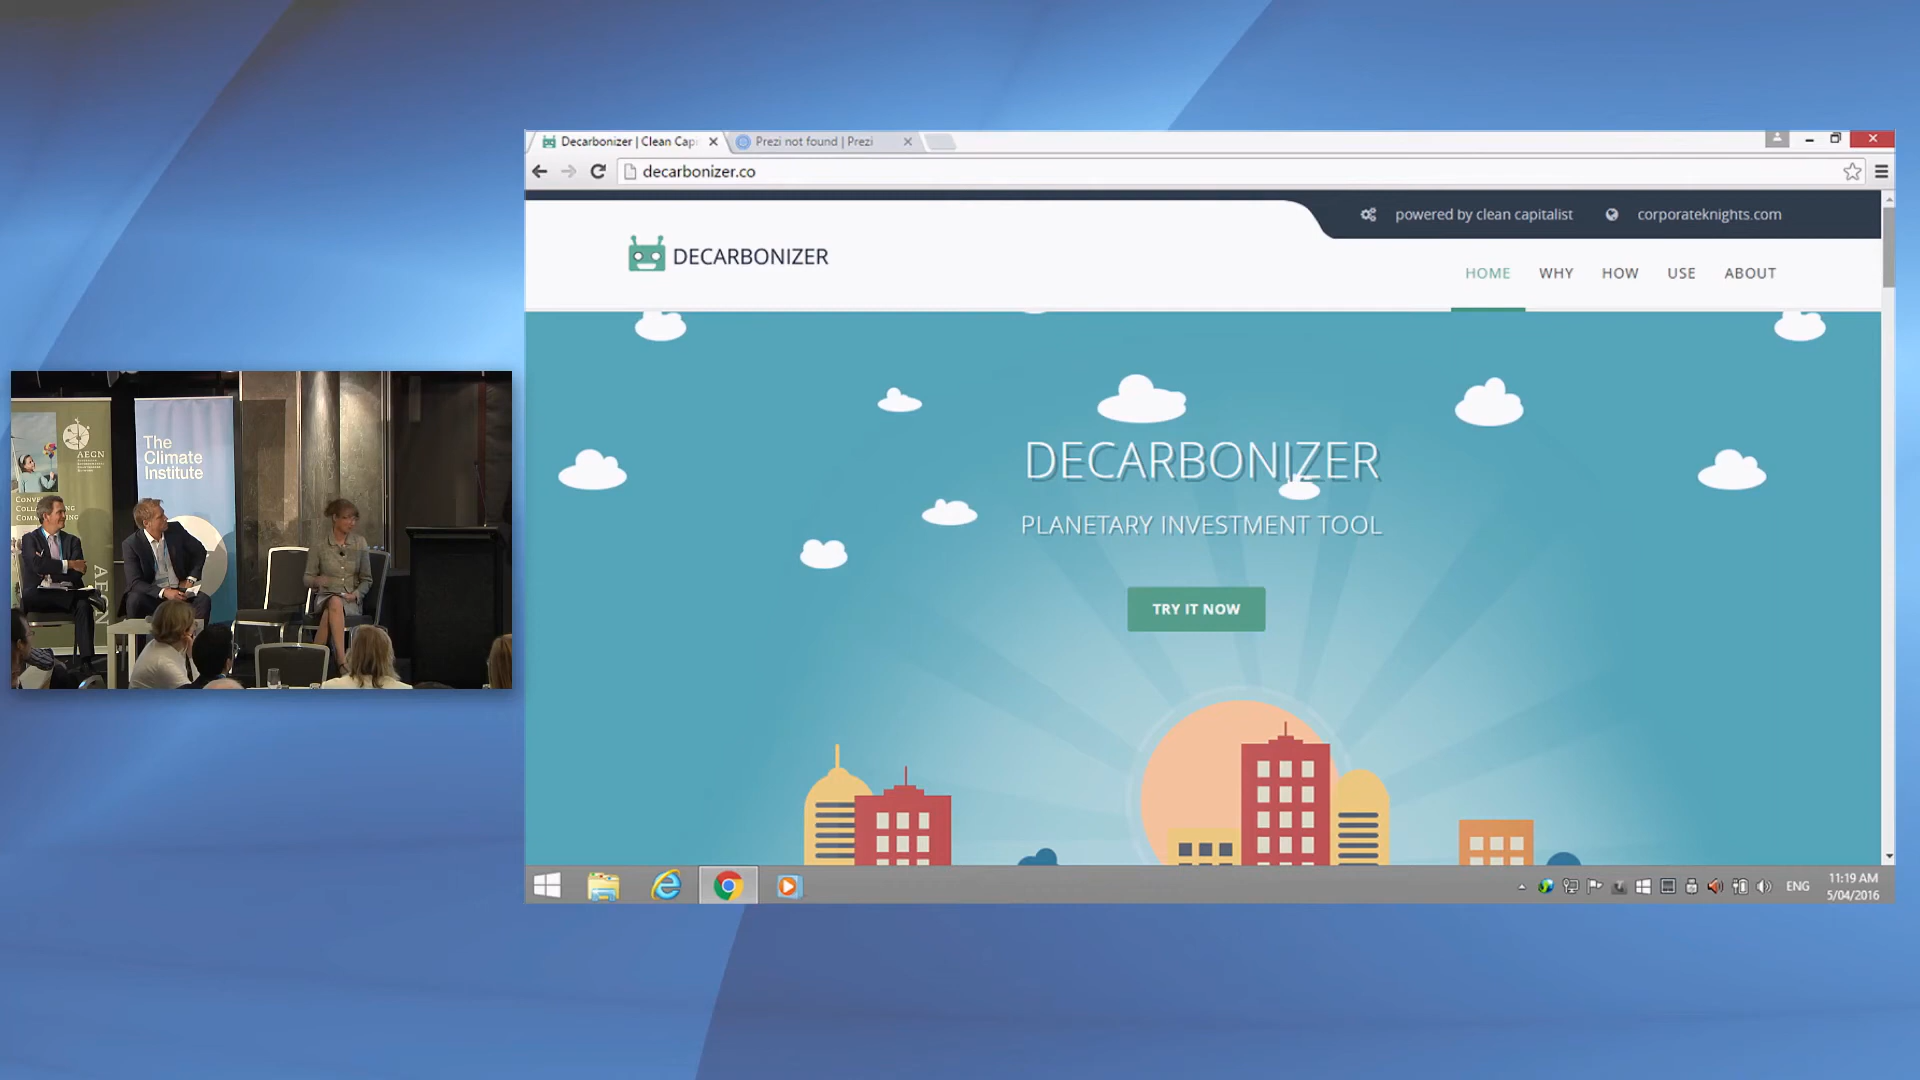 Decarbonizer | Clean Cap
Prezi not found | Prezi
decarbonizer.co
powered by clean capitalist
corporateknights.com
DECARBONIZER
HOME
WHY
HOW
USE
ABOUT
DECARBONIZER
PLANETARY INVESTMENT TOOL
TRY IT NOW
AEGN
The
Climate
Institute
AEGN
ENG
11:19 AM
5/04/2016